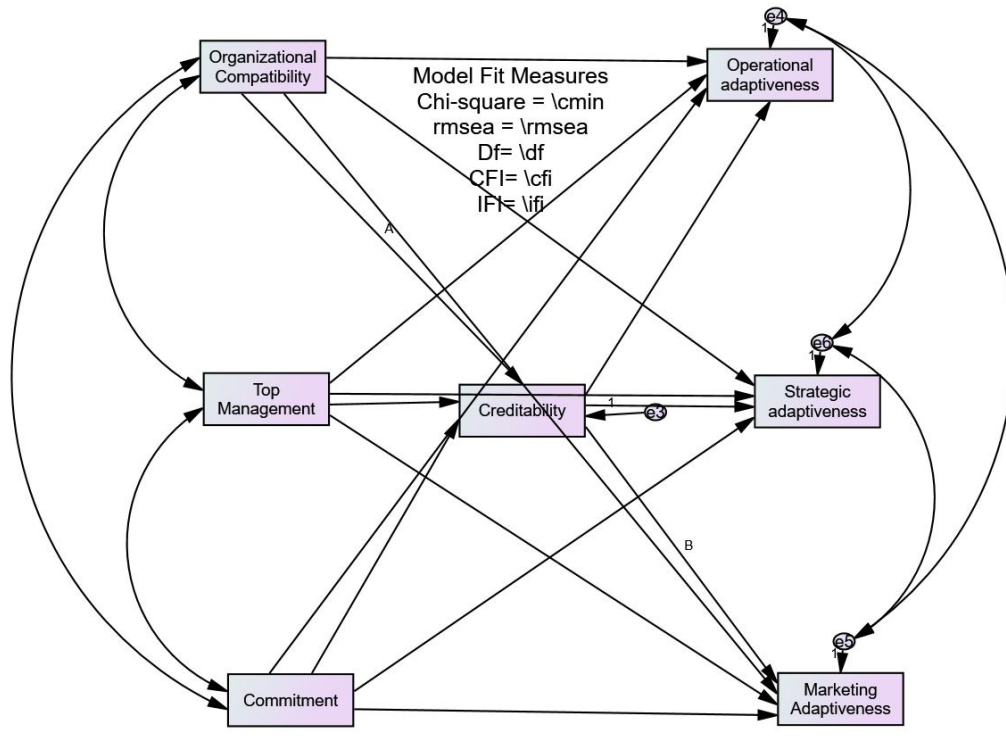 e4
1
Organizational
Compatibility
Operational
adaptiveness
Model Fit Measures
Chi-square = \cmin
rmsea = \rmsea
Df= \df
CFI= \cfi
IFI= \ifi
A
e6
1
Top
Management
Creditability
1
e3
Strategic
adaptiveness
B
e5
1
Commitment
Marketing
Adaptiveness